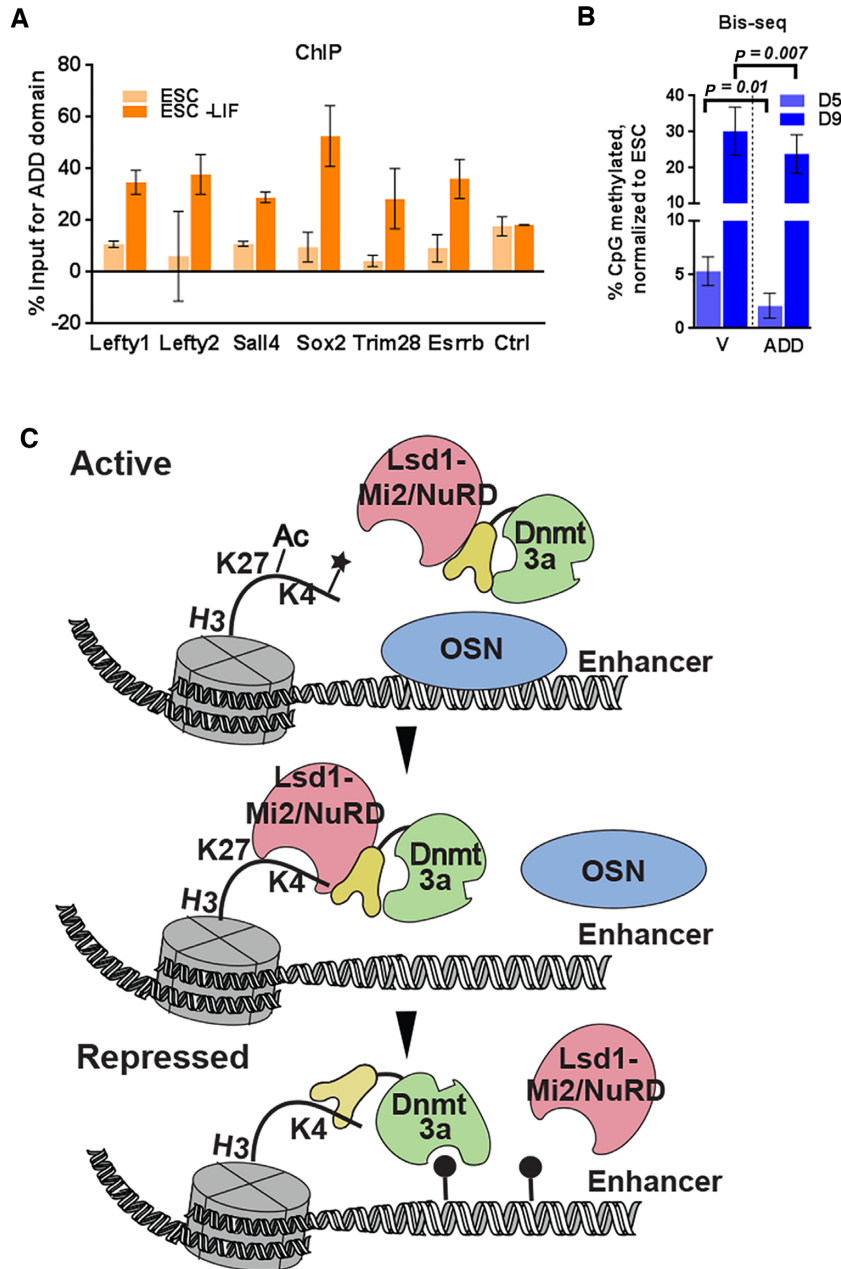 A
ChIP
% Input for ADD domain
80
60
40
20
0
-20
ESC
ESC -LIF
Lefty1 Lefty2 Sall4 Sox2 Trim28 Esrrb Ctrl
B
Bis-seq
P = 0.007
P = 0.01
% CpG methylated,
normalized to ESC
40
30
20
10
10
5
0
D5
D9
V ADD
C
Active
Lsd1-
Mi2/NuRD
Dnmt
3a
Ac
K27
K4
H3
OSN
Enhancer
Lsd1-
Mi2/NuRD
Dnmt
3a
K27
K4
H3
OSN
Enhancer
Repressed
Lsd1-
Mi2/NuRD
Dnmt
3a
K4
H3
Enhancer